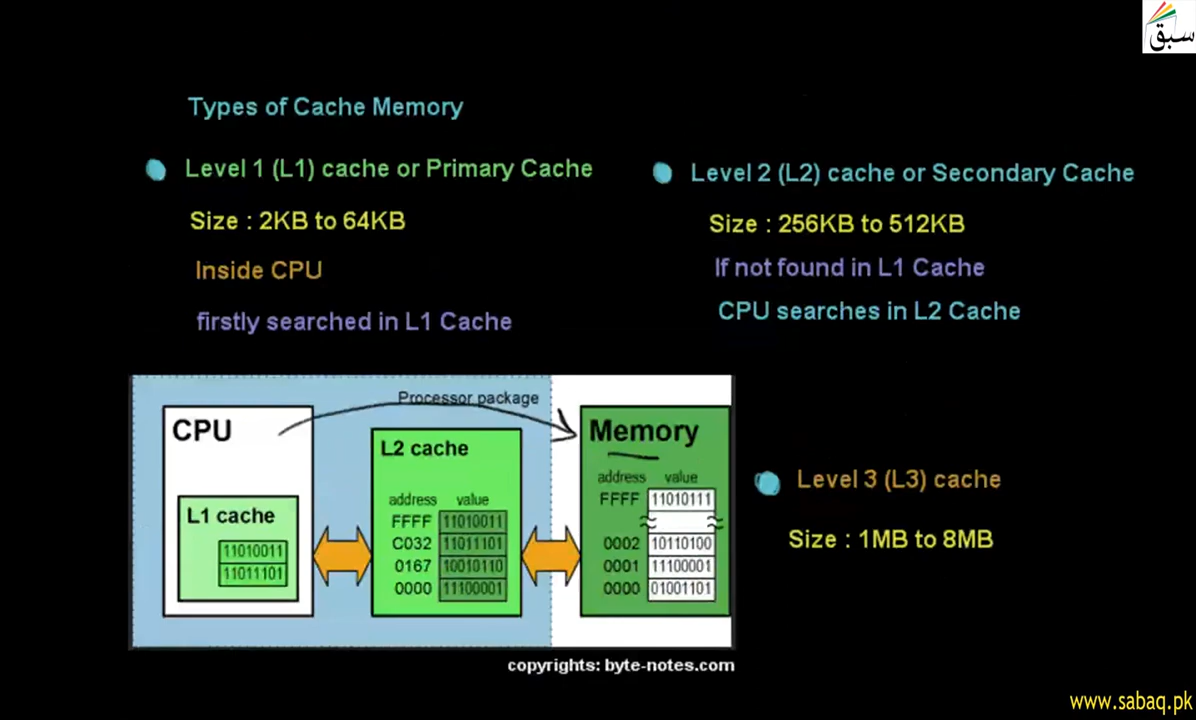 سبق
Types of Cache Memory
Level 1 (L1) cache or Primary Cache
Size : 2KB to 64KB
Inside CPU
firstly searched in L1 Cache
Level 2 (L2) cache or Secondary Cache
Size : 256KB to 512KB
If not found in L1 Cache
CPU searches in L2 Cache
Processor package
CPU
L1 cache
11010011
11011101
L2 cache
address value
FFFF 11010011
C032 11011101
0167 10010110
0000 11100001
Memory
address value
FFFF 11010111
0002 10110100
0001 11100001
0000 01001101
Level 3 (L3) cache
Size : 1MB to 8MB
copyrights: byte-notes.com
www.sabaq.pk